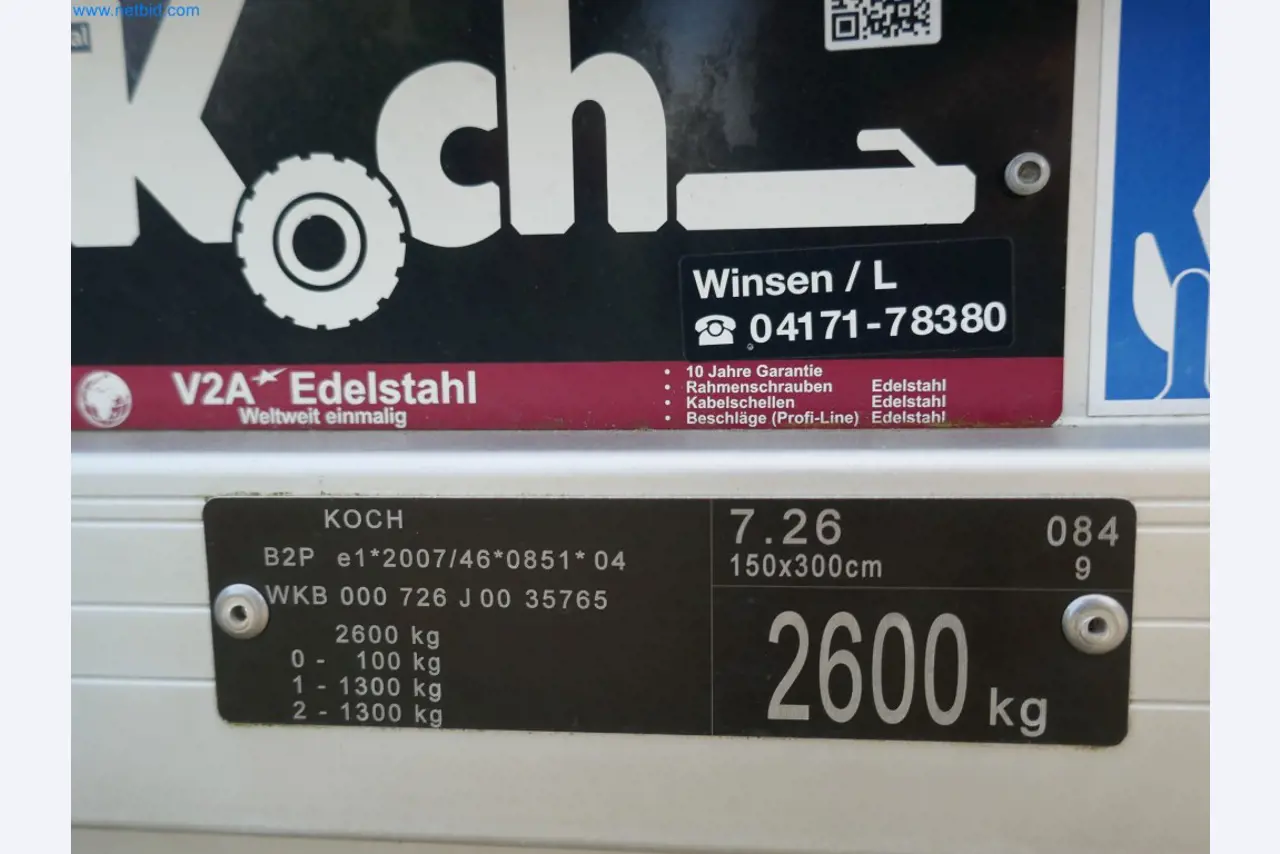 www.netbid.com
al
Koch
Winsen / L
04171-78380
V2A Edelstahl
Weltweit einmalig
• 10 Jahre Garantie
• Rahmenschrauben Edelstahl
• Kabelschellen Edelstahl
• Beschläge (Profi-Line) Edelstahl
KOCH
B2P e1*2007/46*0851*04
WKB 000 726 J 00 35765
2600 kg
0 - 100 kg
1 - 1300 kg
2 - 1300 kg
7.26 084
150x300cm 9
2600 kg